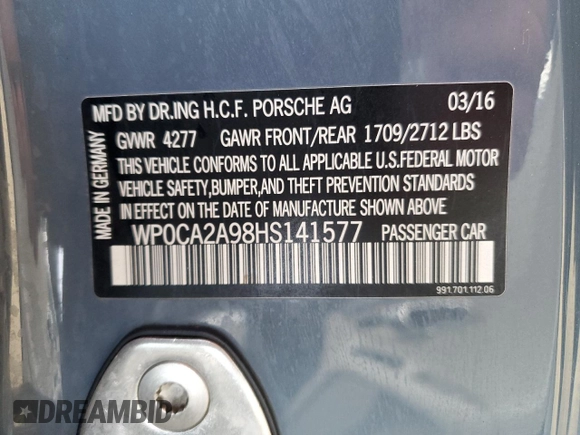 MFD BY DR.ING H.C.F. PORSCHE AG 03/16
GVWR 4277 GAWR FRONT/REAR 1709/2712 LBS
THIS VEHICLE CONFORMS TO ALL APPLICABLE U.S.FEDERAL MOTOR
VEHICLE SAFETY,BUMPER,AND THEFT PREVENTION STANDARDS
IN EFFECT ON THE DATE OF MANUFACTURE SHOWN ABOVE
WP0CA2A98HS141577 PASSENGER CAR
MADE IN GERMANY
991.701.112.06
DREAMBID